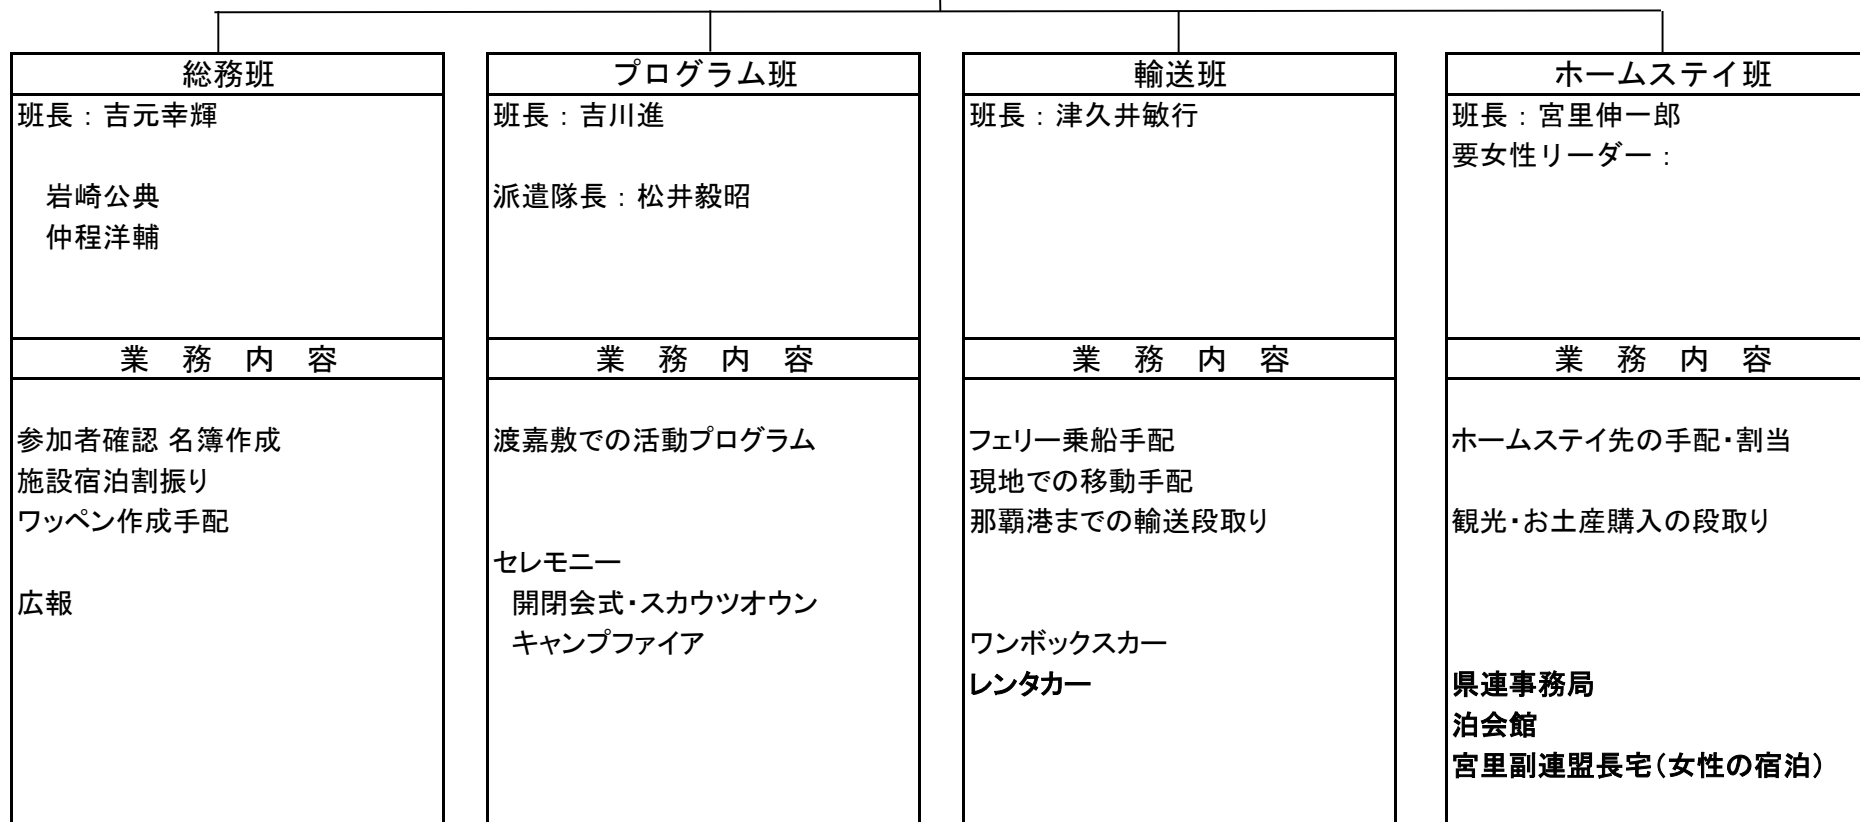 総務班
班長：吉元幸輝
岩崎公典
仲程洋輔
業　務　内　容
参加者確認 名簿作成
施設宿泊割振り
ワッペン作成手配
広報
プログラム班
班長：吉川進
派遣隊長：松井毅昭
業　務　内　容
渡嘉敷での活動プログラム
セレモニー
開閉会式・スカウツオウン
キャンプファイア
輸送班
班長：津久井敏行
業　務　内　容
フェリー乗船手配
現地での移動手配
那覇港までの輸送段取り
ワンボックスカー
レンタカー
ホームステイ班
班長：宮里伸一郎
要女性リーダー：
業　務　内　容
ホームステイ先の手配・割当
観光・お土産購入の段取り
県連事務局
泊会館
宮里副連盟長宅（女性の宿泊）